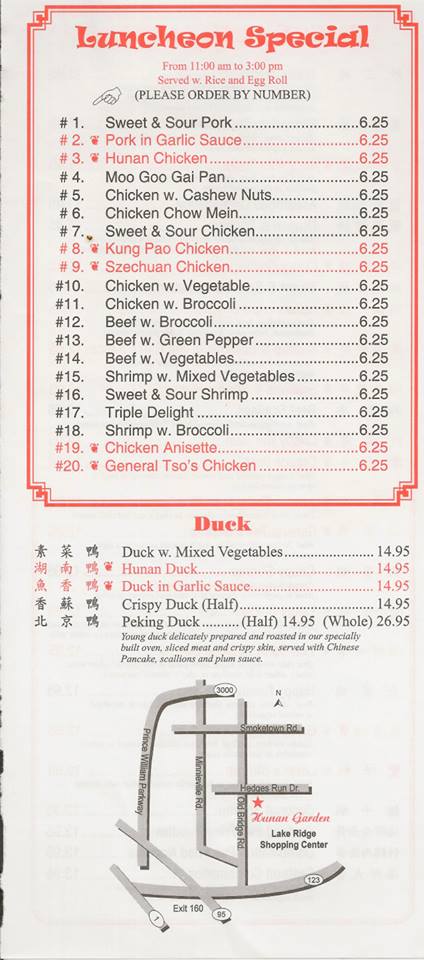 Luncheon Special
From 11:00 am to 3:00 pm
Served w. Rice and Egg Roll
(PLEASE ORDER BY NUMBER)
# 1. Sweet & Sour Pork ........................6.25
# 2. Pork in Garlic Sauce ......................6.25
# 3. Hunan Chicken .............................6.25
# 4. Moo Goo Gai Pan .........................6.25
# 5. Chicken w. Cashew Nuts ................6.25
# 6. Chicken Chow Mein ......................6.25
# 7. Sweet & Sour Chicken ...................6.25
# 8. Kung Pao Chicken ........................6.25
# 9. Szechuan Chicken ........................6.25
#10. Chicken w. Vegetable ...................6.25
#11. Chicken w. Broccoli .....................6.25
#12. Beef w. Broccoli ..........................6.25
#13. Beef w. Green Pepper ..................6.25
#14. Beef w. Vegetables ......................6.25
#15. Shrimp w. Mixed Vegetables ..........6.25
#16. Sweet & Sour Shrimp ...................6.25
#17. Triple Delight .............................6.25
#18. Shrimp w. Broccoli ......................6.25
#19. Chicken Anisette .........................6.25
#20. General Tso's Chicken ..................6.25
Duck
素 菜 鴨 Duck w. Mixed Vegetables ...................... 14.95
湖 南 鴨 Hunan Duck ........................................ 14.95
魚 香 鴨 Duck in Garlic Sauce ............................ 14.95
香 蘇 鴨 Crispy Duck (Half) ............................... 14.95
北 京 鴨 Peking Duck .......... (Half) 14.95 (Whole) 26.95
Young duck delicately prepared and roasted in our specially
built oven, sliced meat and crispy skin, served with Chinese
Pancake, scallions and plum sauce.
3000
N
Smoketown Rd.
Prince William Parkway
Minnieville Rd.
Hedges Run Dr.
Old Bridge Rd.
Hunan Garden
Lake Ridge
Shopping Center
123
Exit 160
1
95